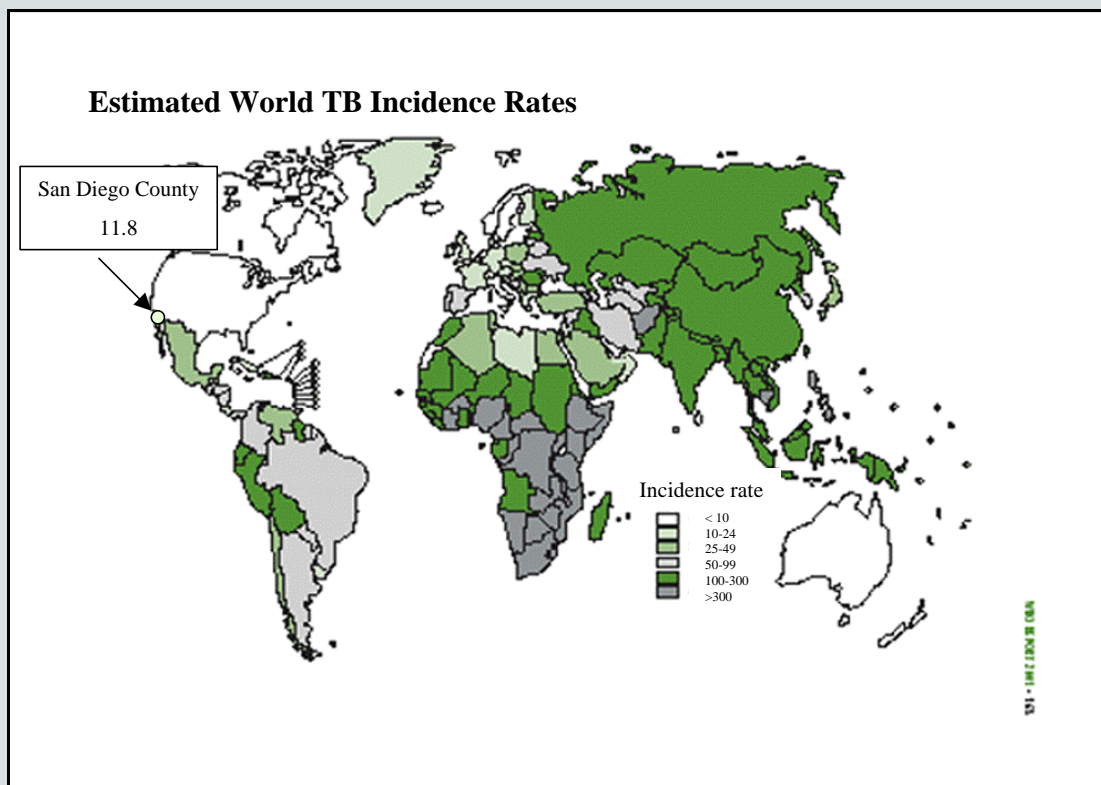 Estimated World TB Incidence Rates
San Diego County
11.8
Incidence rate
< 10
10-24
25-49
50-99
100-300
>300